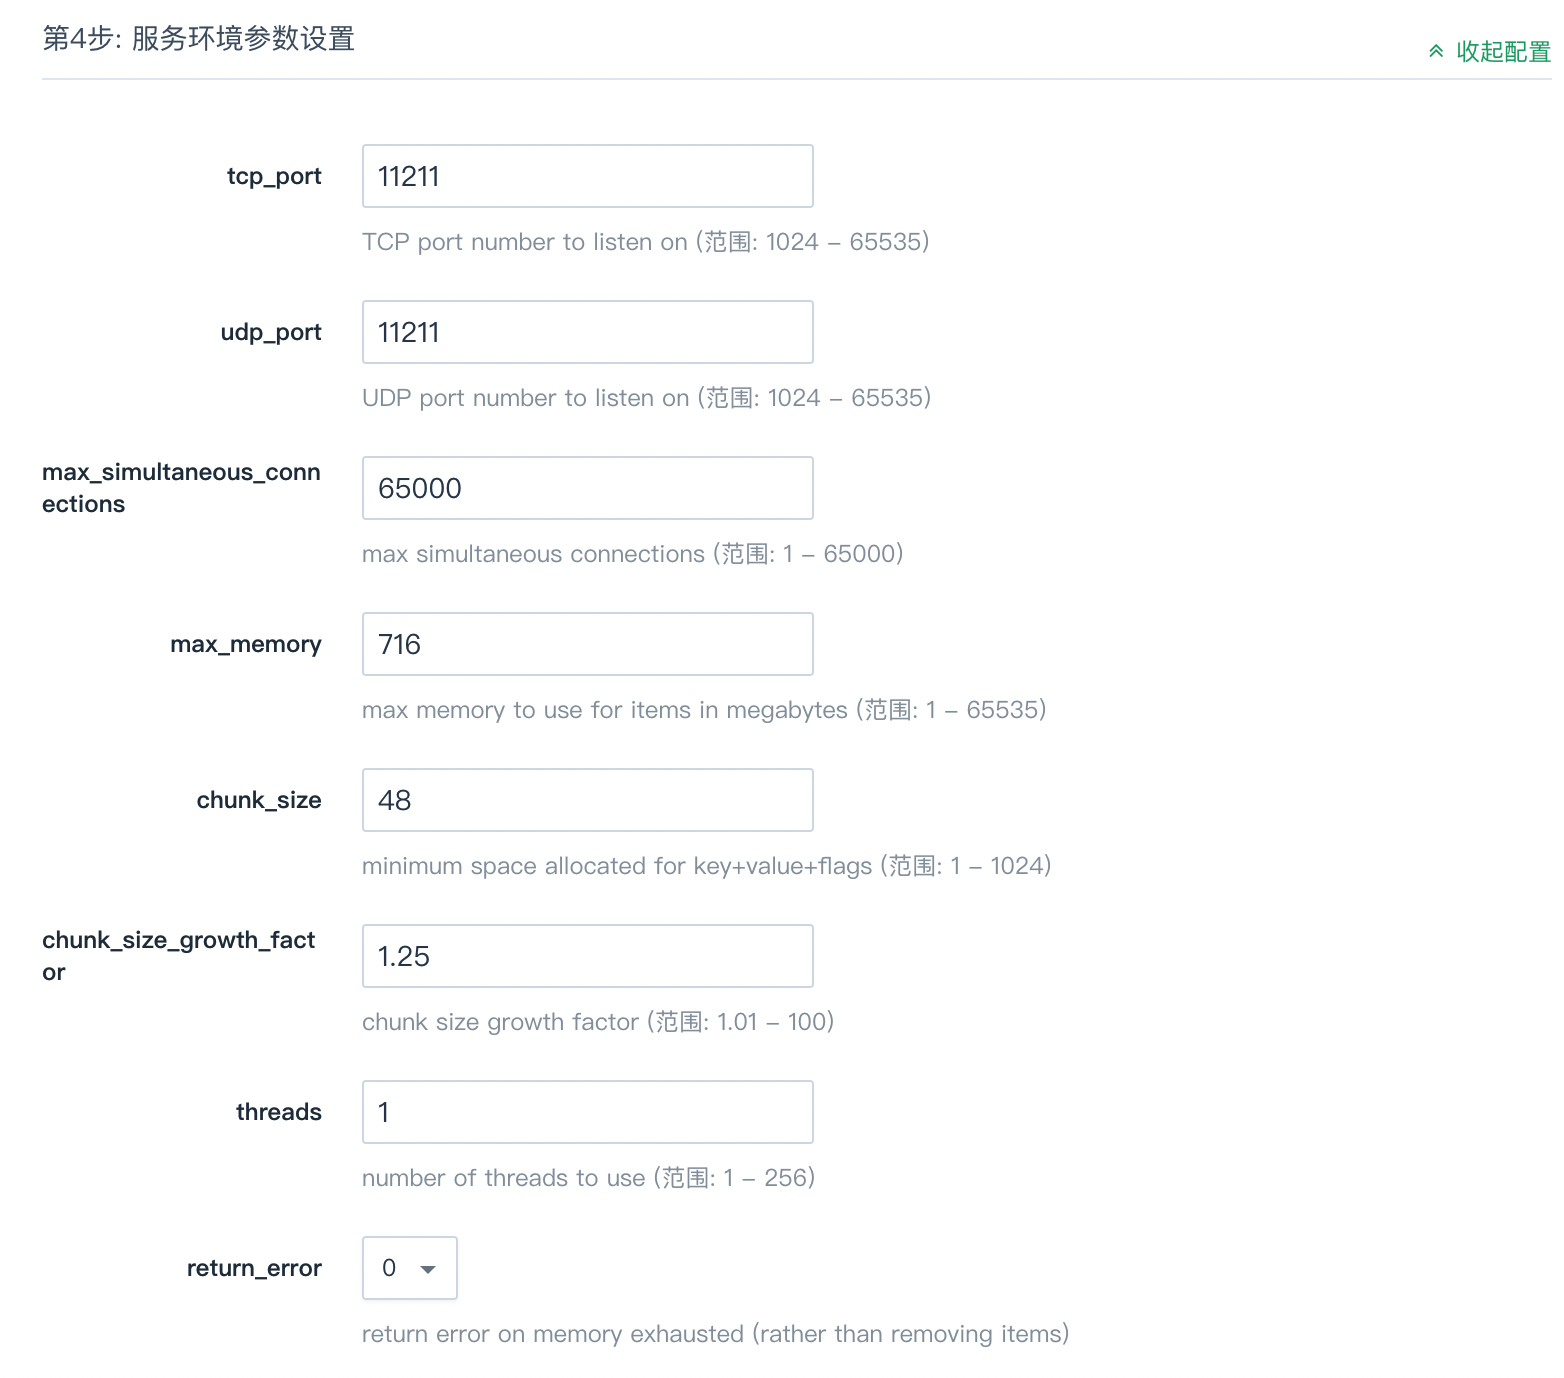 第4步: 服务环境参数设置
收起配置
tcp_port
11211
TCP port number to listen on (范围: 1024 – 65535)
udp_port
11211
UDP port number to listen on (范围: 1024 – 65535)
max_simultaneous_conn
ections
65000
max simultaneous connections (范围: 1 – 65000)
max_memory
716
max memory to use for items in megabytes (范围: 1 – 65535)
chunk_size
48
minimum space allocated for key+value+flags (范围: 1 – 1024)
chunk_size_growth_fact
or
1.25
chunk size growth factor (范围: 1.01 – 100)
threads
1
number of threads to use (范围: 1 – 256)
return_error
0
return error on memory exhausted (rather than removing items)